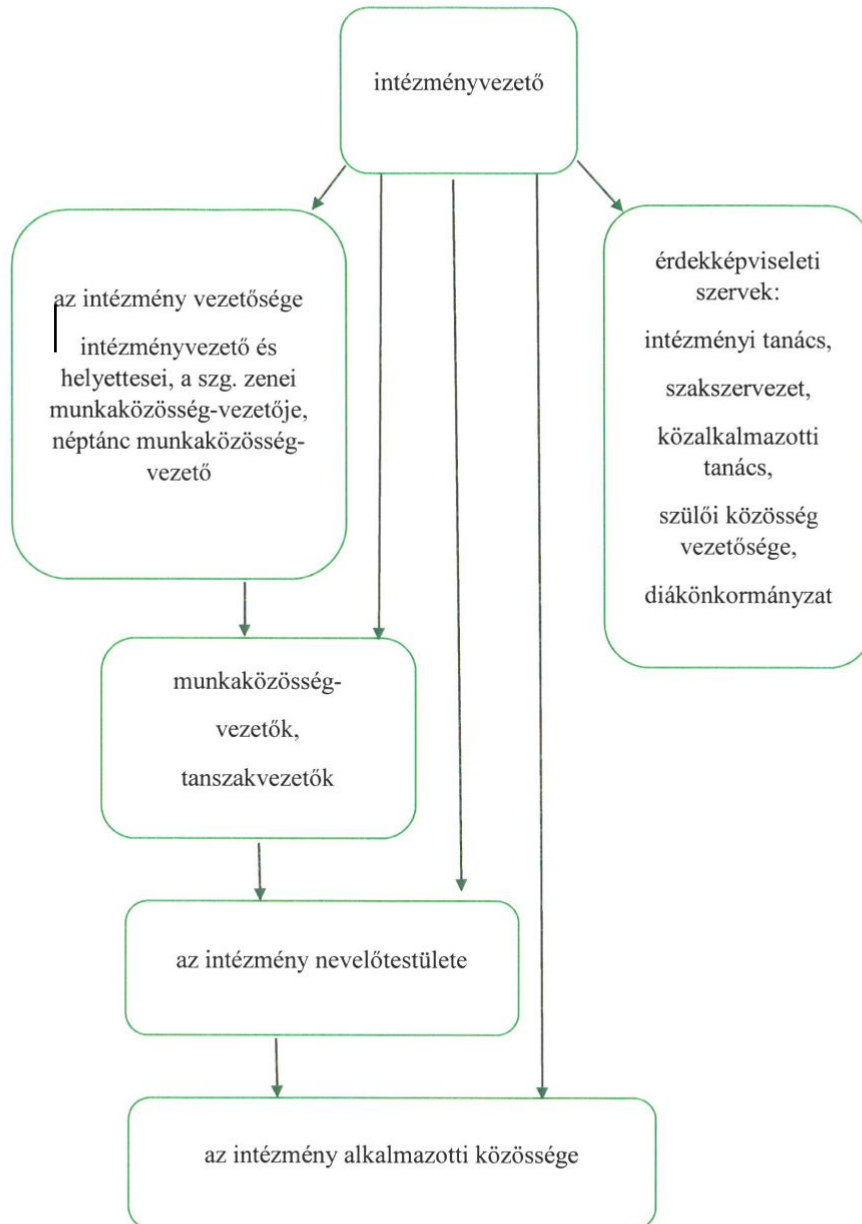 intézményvezető
az intézmény vezetősége
intézményvezető és
helyettesei, a szg. zenei
munkaközösség-vezetője,
néptánc munkaközösség-
vezető
érdekképviseleti
szervek:
intézményi tanács,
szakszervezet,
közalkalmazotti
tanács,
szülői közösség
vezetősége,
diákönkormányzat
munkaközösség-
vezetők,
tanszakvezetők
az intézmény nevelőtestülete
az intézmény alkalmazotti közössége